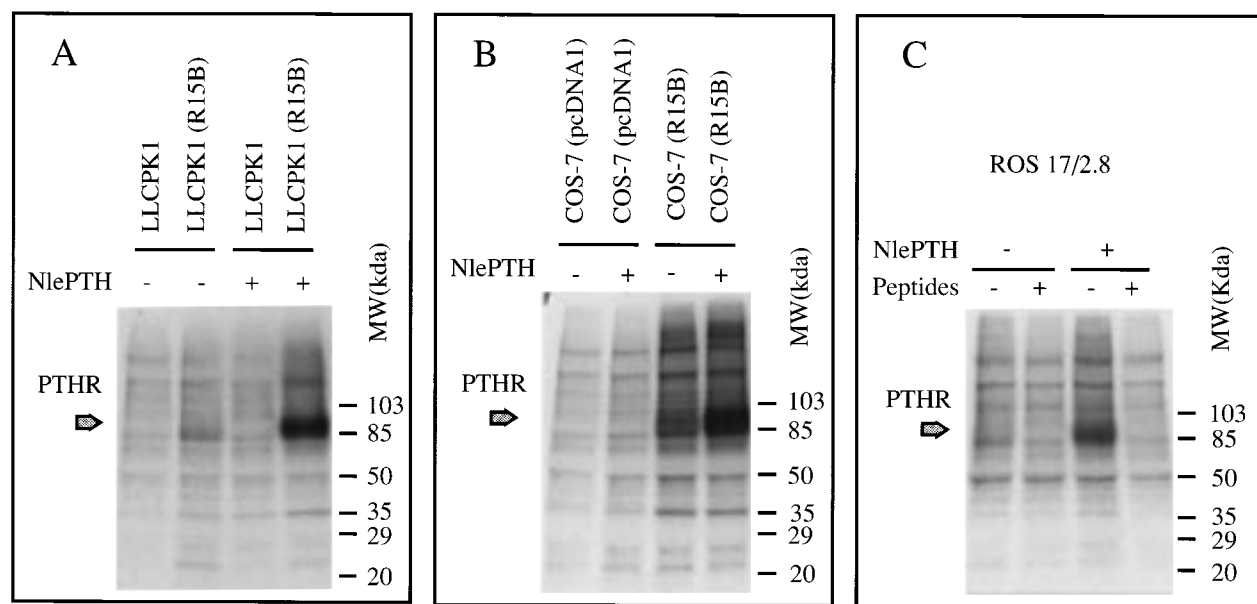 A
LLCPK1
LLCPK1 (R15B)
LLCPK1
LLCPK1 (R15B)
MW(kda)
NlePTH - - + +
PTHR
103
85
50
35
29
20
B
COS-7 (pcDNA1)
COS-7 (pcDNA1)
COS-7 (R15B)
COS-7 (R15B)
MW(kda)
NlePTH - + - +
PTHR
103
85
50
35
29
20
C
ROS 17/2.8
MW(Kda)
NlePTH - +
Peptides - + - +
PTHR
103
85
50
35
29
20